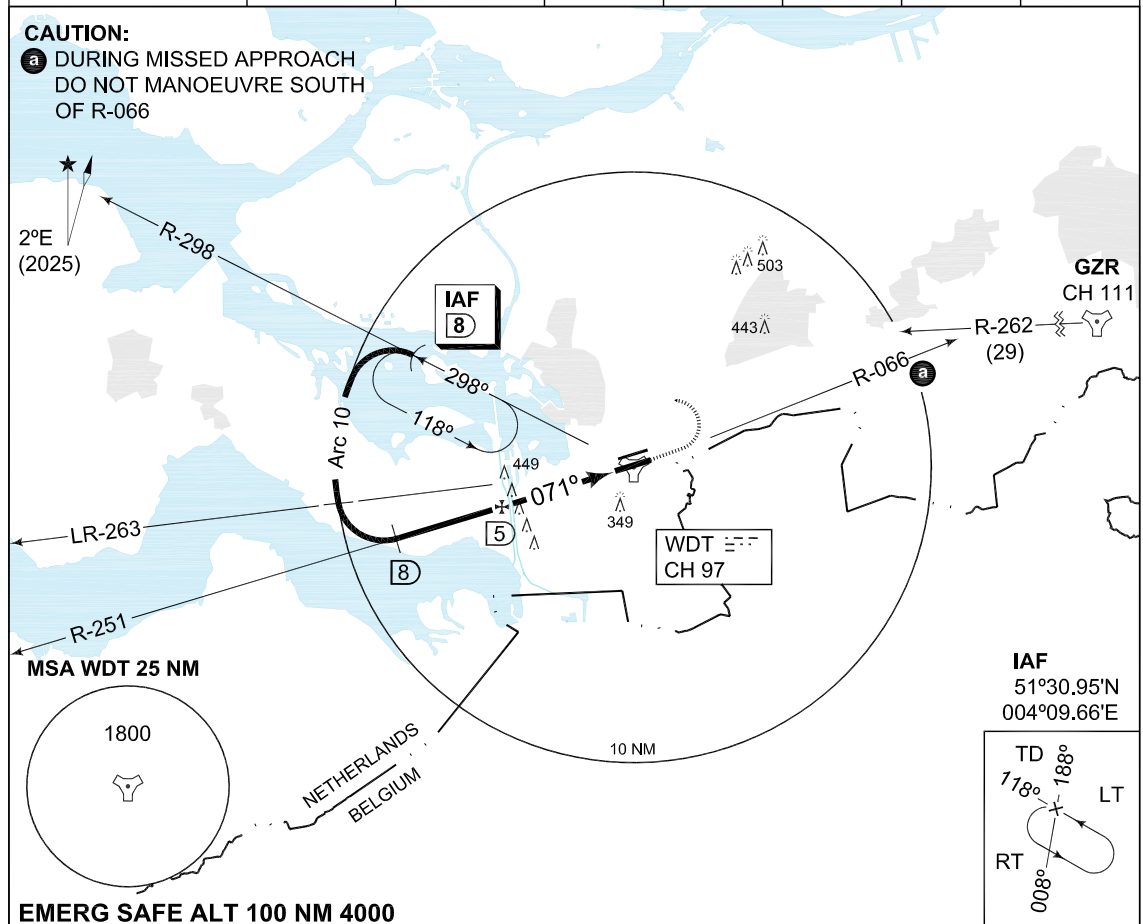 CAUTION:
a DURING MISSED APPROACH
DO NOT MANOEUVRE SOUTH
OF R-066
2ºE
(2025)
R-298
IAF
8
503
443
GZR
CH 111
R-262
(29)
R-066
a
298º
118º
Arc 10
449
071º
349
5
8
WDT
CH 97
LR-263
R-251
MSA WDT 25 NM
1800
NETHERLANDS
BELGIUM
10 NM
IAF
51º30.95'N
004º09.66'E
TD
118º
188º
LT
RT
008º
EMERG SAFE ALT 100 NM 4000